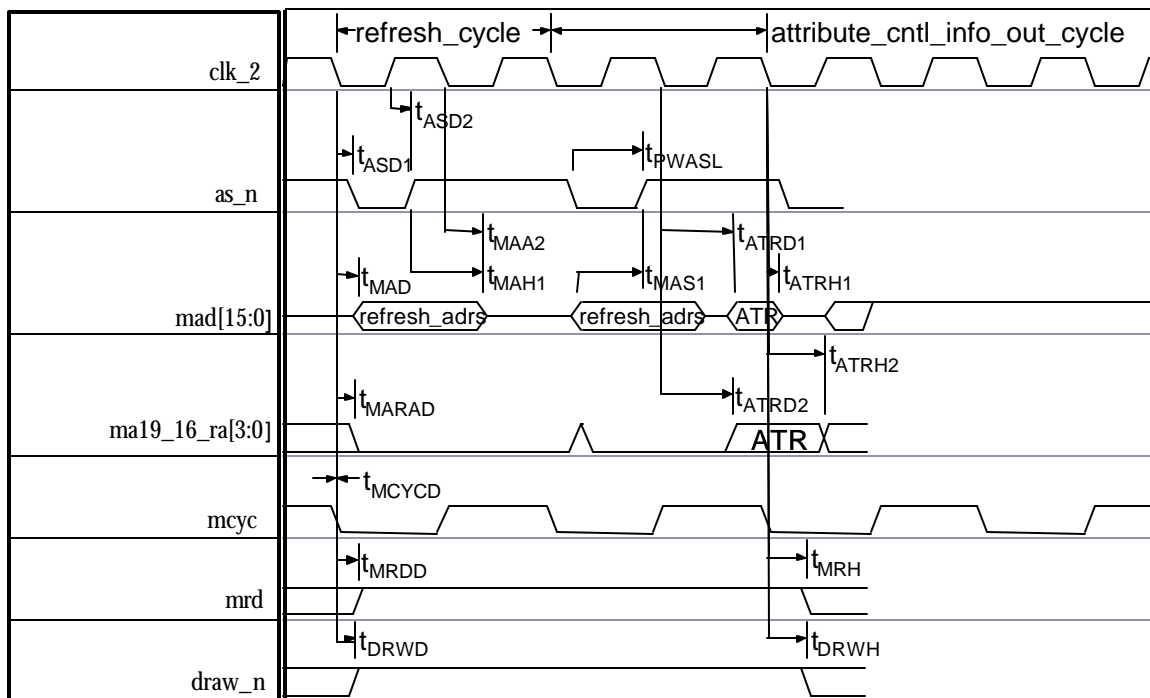 refresh_cycle attribute_cntl_info_out_cycle
clk_2
tASD2
tASD1 tPWASL
as_n
tMAA2 tATRD1
tMAD tMAH1 tMAS1 tATRH1
mad[15:0] refresh_adrs refresh_adrs ATR
tATRH2
tMARAD tATRD2
ma19_16_ra[3:0] ATR
tMCYCD
mcyc
tMRDD tMRH
mrd
tDRWD tDRWH
draw_n